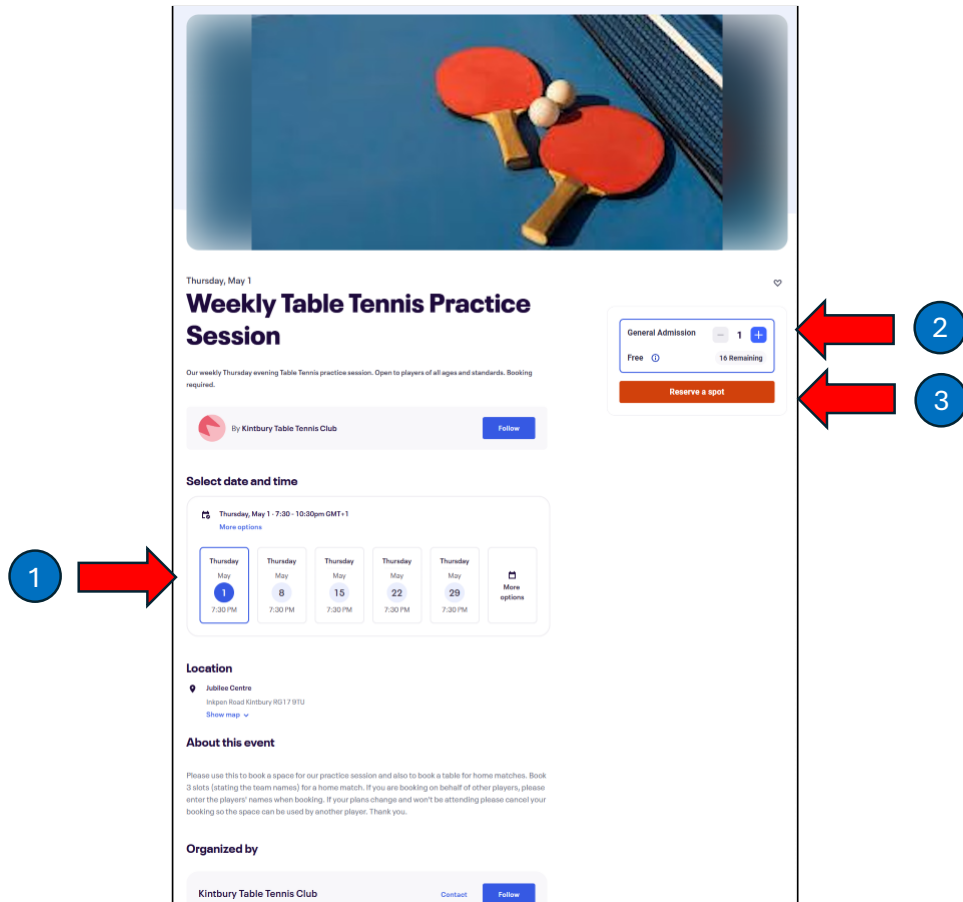 Thursday, May 1
Weekly Table Tennis Practice
Session
Our weekly Thursday evening Table Tennis practice session. Open to players of all ages and standards. Booking
required.
By Kintbury Table Tennis Club
Follow
General Admission
1
Free
16 Remaining
Reserve a spot
2
3
Select date and time
Thursday, May 1 · 7:30 - 10:30pm GMT+1
More options
1
Thursday
May
1
7:30 PM
Thursday
May
8
7:30 PM
Thursday
May
15
7:30 PM
Thursday
May
22
7:30 PM
Thursday
May
29
7:30 PM
More
options
Location
Jubilee Centre
Inkpen Road Kintbury RG17 9TU
Show map
About this event
Please use this to book a space for our practice session and also to book a table for home matches. Book
3 slots (stating the team names) for a home match. If you are booking on behalf of other players, please
enter the players' names when booking. If your plans change and won't be attending please cancel your
booking so the space can be used by another player. Thank you.
Organized by
Kintbury Table Tennis Club
Contact
Follow